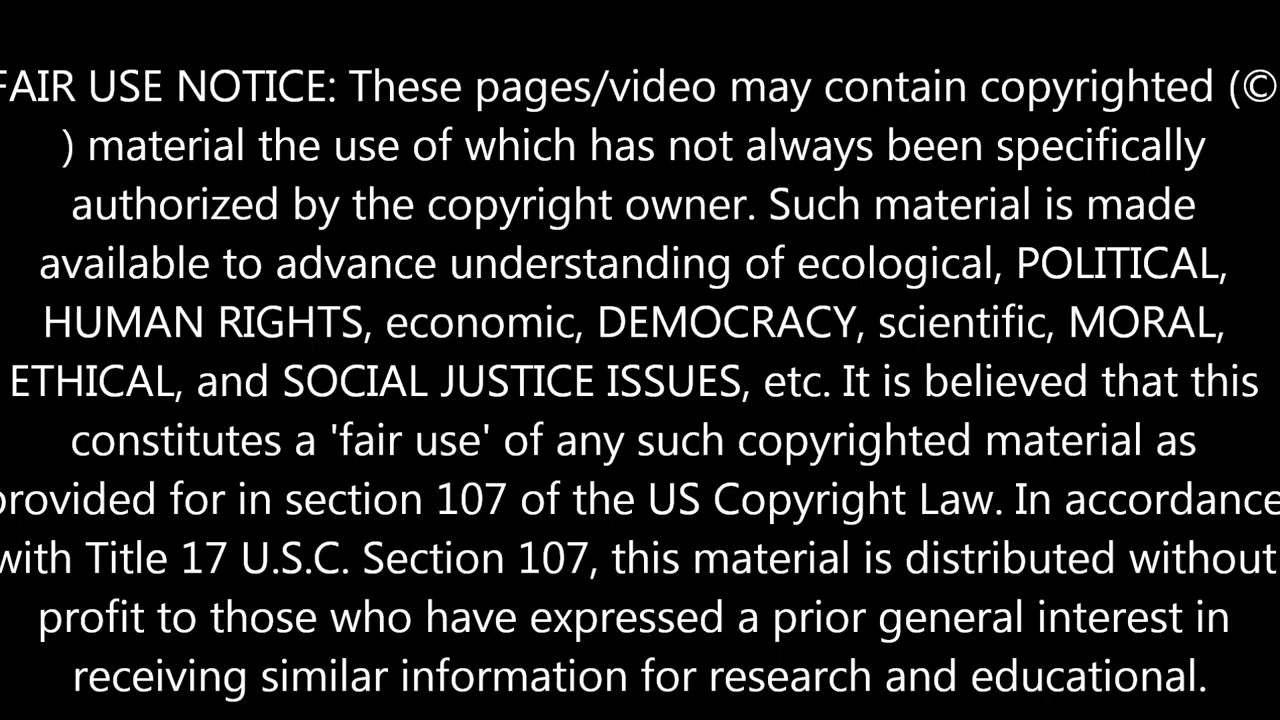 FAIR USE NOTICE: These pages/video may contain copyrighted (©
) material the use of which has not always been specifically
authorized by the copyright owner. Such material is made
available to advance understanding of ecological, POLITICAL,
HUMAN RIGHTS, economic, DEMOCRACY, scientific, MORAL,
ETHICAL, and SOCIAL JUSTICE ISSUES, etc. It is believed that this
constitutes a 'fair use' of any such copyrighted material as
provided for in section 107 of the US Copyright Law. In accordance
with Title 17 U.S.C. Section 107, this material is distributed without
profit to those who have expressed a prior general interest in
receiving similar information for research and educational.